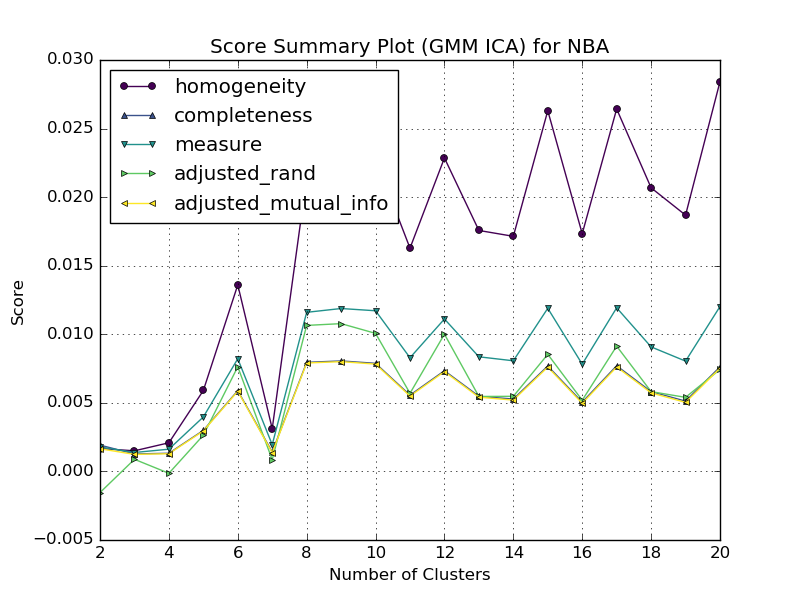 Score Summary Plot (GMM ICA) for NBA
0.030
0.025
0.020
0.015
0.010
0.005
0.000
−0.005
Score
homogeneity
completeness
measure
adjusted_rand
adjusted_mutual_info
2 4 6 8 10 12 14 16 18 20
Number of Clusters